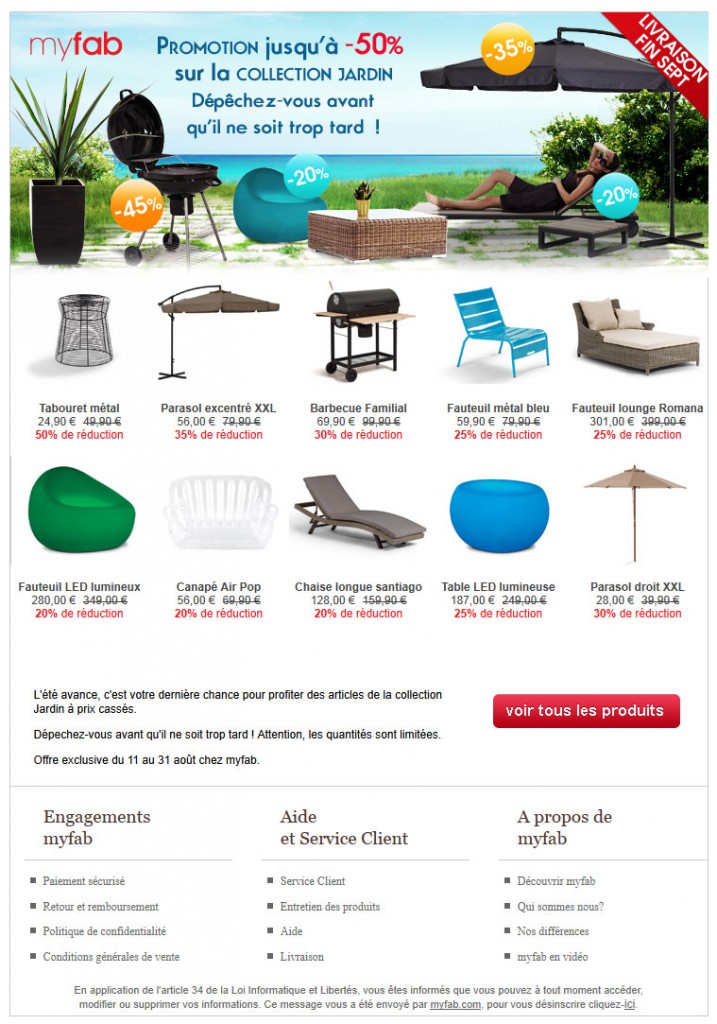 myfab
PROMOTION jusqu'à -50%
sur la COLLECTION JARDIN
Dépêchez-vous avant
qu'il ne soit trop tard !
LIVRAISON
FIN SEPT
-35%
-45%
-20%
-20%
Tabouret métal
24,90 € 49,90 €
50% de réduction
Parasol excentré XXL
56,00 € 79,90 €
35% de réduction
Barbecue Familial
69,90 € 99,90 €
30% de réduction
Fauteuil métal bleu
59,90 € 79,90 €
25% de réduction
Fauteuil lounge Romana
301,00 € 399,00 €
25% de réduction
Fauteuil LED lumineux
280,00 € 349,00 €
20% de réduction
Canapé Air Pop
56,00 € 69,90 €
20% de réduction
Chaise longue santiago
128,00 € 159,90 €
20% de réduction
Table LED lumineuse
187,00 € 249,00 €
25% de réduction
Parasol droit XXL
28,00 € 39,90 €
30% de réduction
L'été avance, c'est votre dernière chance pour profiter des articles de la collection
Jardin à prix cassés.
Dépechez-vous avant qu'il ne soit trop tard ! Attention, les quantités sont limitées.
Offre exclusive du 11 au 31 août chez myfab.
voir tous les produits
Engagements
myfab
Paiement sécurisé
Retour et remboursement
Politique de confidentialité
Conditions générales de vente
Aide
et Service Client
Service Client
Entretien des produits
Aide
Livraison
A propos de
myfab
Découvrir myfab
Qui sommes nous?
Nos différences
myfab en vidéo
En application de l'article 34 de la Loi Informatique et Libertés, vous êtes informés que vous pouvez à tout moment accéder,
modifier ou supprimer vos informations. Ce message vous a été envoyé par myfab.com, pour vous désinscrire cliquez-ici.